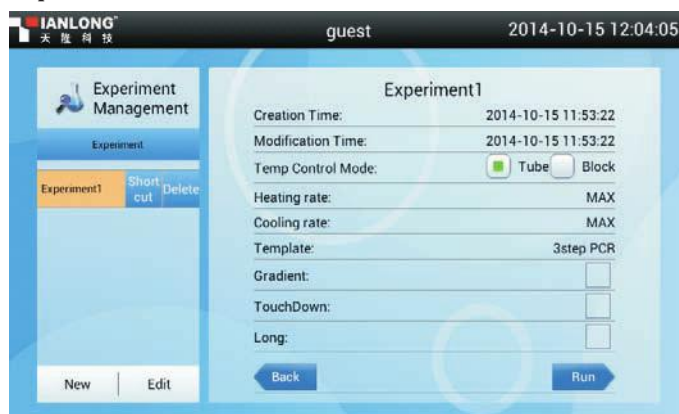 TIANLONG
天隆科技
guest
2014-10-15 12:04:05
Experiment
Management
Experiment
Experiment1
Short
cut
Delete
New
Edit
Experiment1
Creation Time: 2014-10-15 11:53:22
Modification Time: 2014-10-15 11:53:22
Temp Control Mode: Tube Block
Heating rate: MAX
Cooling rate: MAX
Template: 3step PCR
Gradient:
TouchDown:
Long:
Back
Run